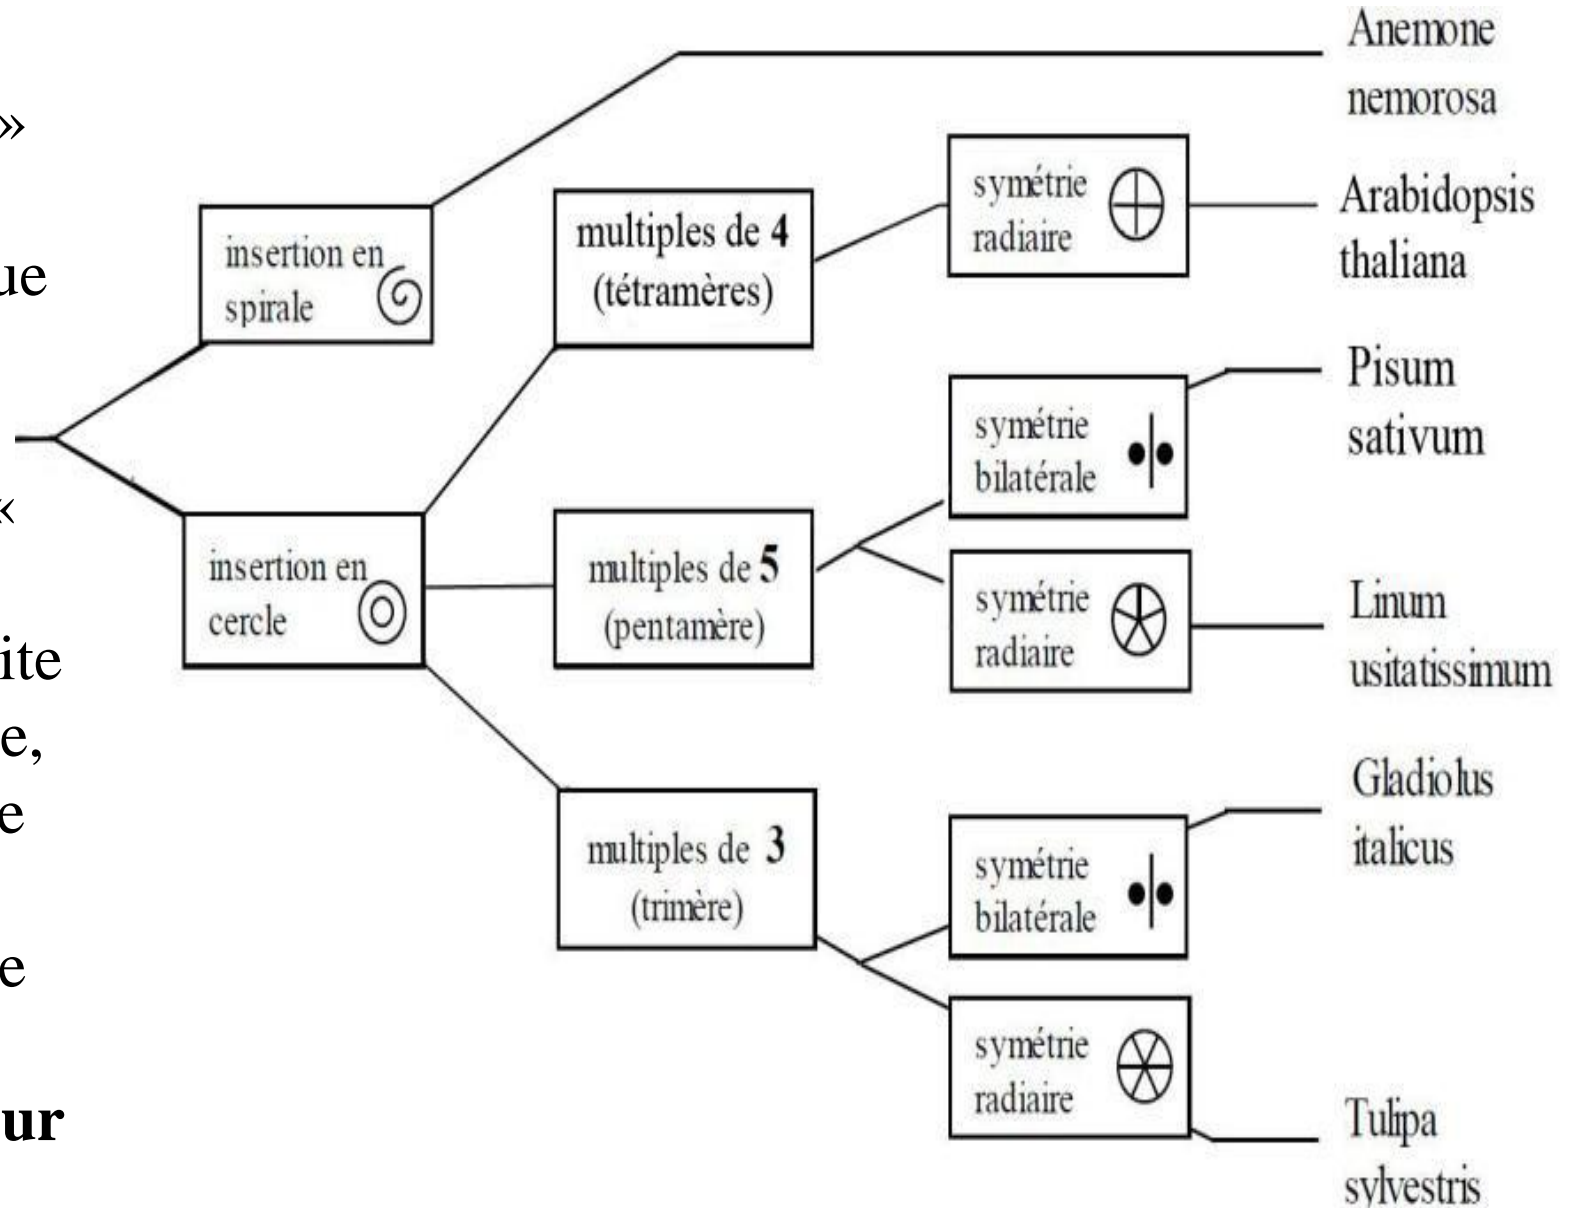 »
ue
«
ite
e,
e
e
ur
insertion en
spirale
insertion en
cercle
multiples de 4
(tétramères)
multiples de 5
(pentamère)
multiples de 3
(trimère)
symétrie
radiaire
symétrie
bilatérale
symétrie
radiaire
symétrie
bilatérale
symétrie
radiaire
Anemone
nemorosa
Arabidopsis
thaliana
Pisum
sativum
Linum
usitatissimum
Gladiolus
italicus
Tulipa
sylvestris